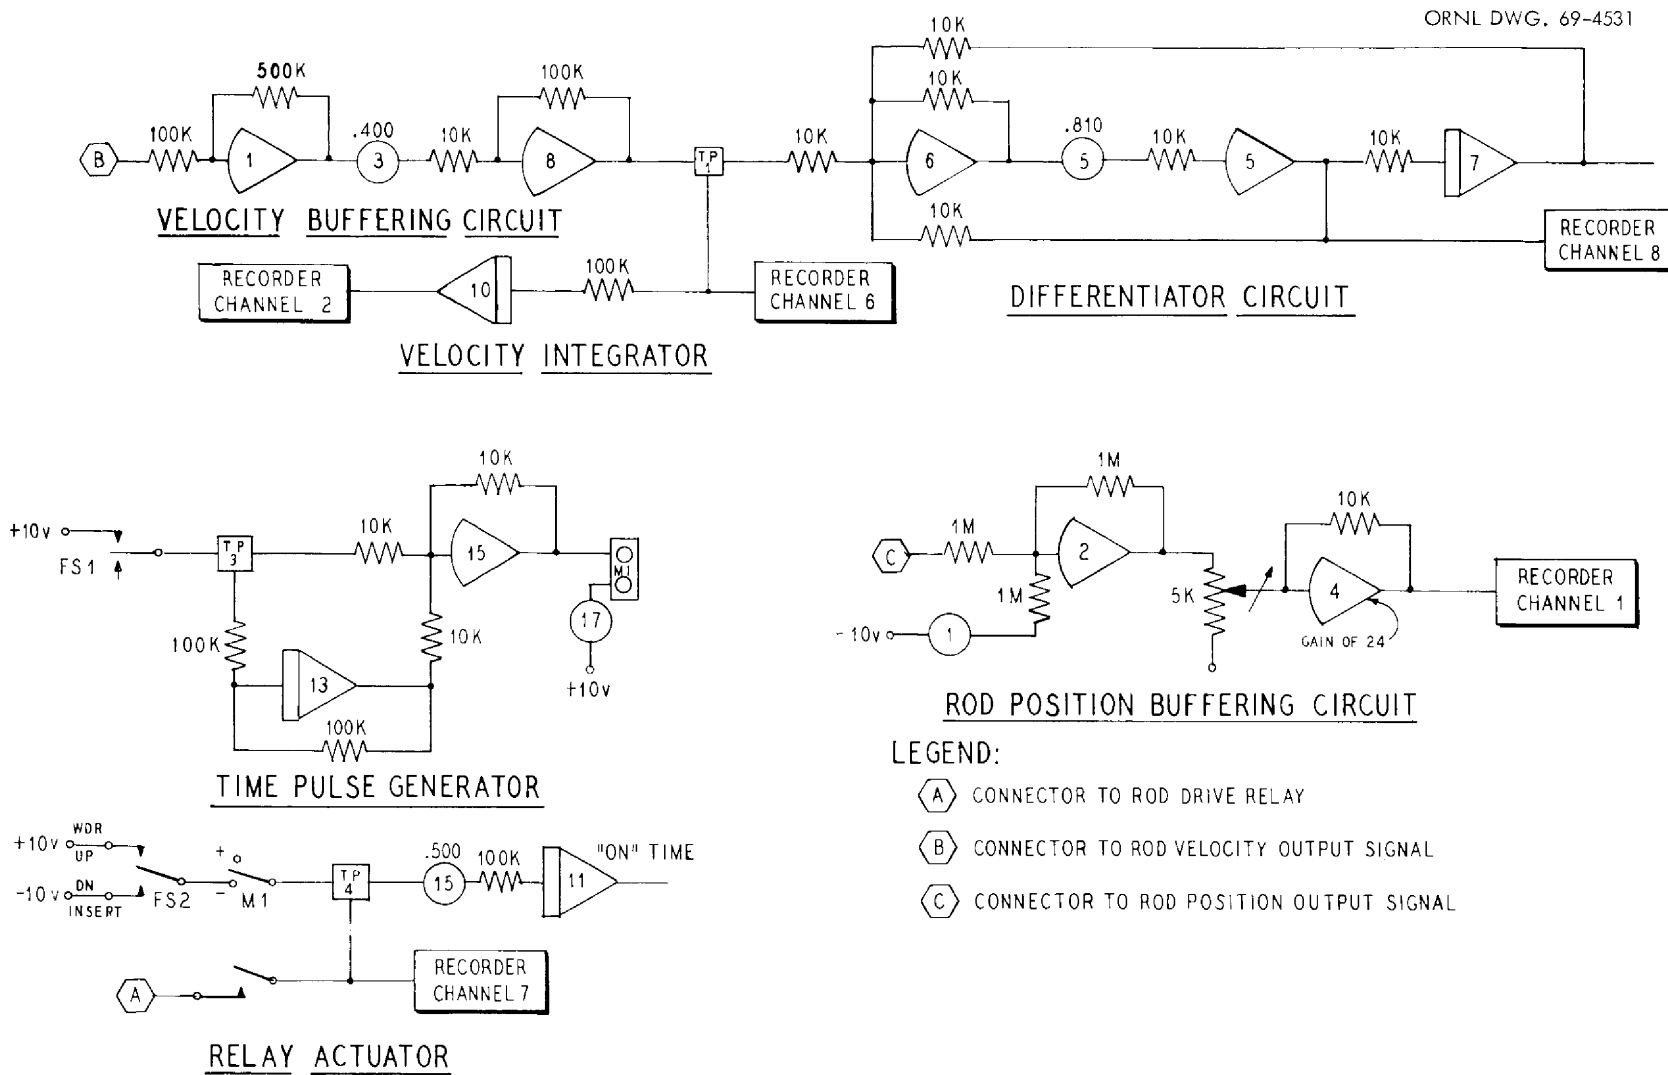 ORNL DWG. 69-4531
10K
500K
100K
10K
100K
.400
10K
10K
.810
10K
10K
B
1
3
8
T.P
1
6
5
5
7
VELOCITY BUFFERING CIRCUIT
10K
RECORDER
CHANNEL 8
RECORDER
CHANNEL 2
10
100K
RECORDER
CHANNEL 6
DIFFERENTIATOR CIRCUIT
VELOCITY INTEGRATOR
10K
+10v
FS1
T.P
3
10K
15
M1
17
+10v
100K
10K
13
100K
TIME PULSE GENERATOR
1M
1M
C
2
1M
-10v
1
5K
10K
4
GAIN OF 24
RECORDER
CHANNEL 1
ROD POSITION BUFFERING CIRCUIT
LEGEND:
A CONNECTOR TO ROD DRIVE RELAY
B CONNECTOR TO ROD VELOCITY OUTPUT SIGNAL
C CONNECTOR TO ROD POSITION OUTPUT SIGNAL
+10v
WDR
UP
-10v
DN
INSERT
FS2
+
-
M1
T.P
4
.500
15
100K
11
"ON" TIME
A
RECORDER
CHANNEL 7
RELAY ACTUATOR